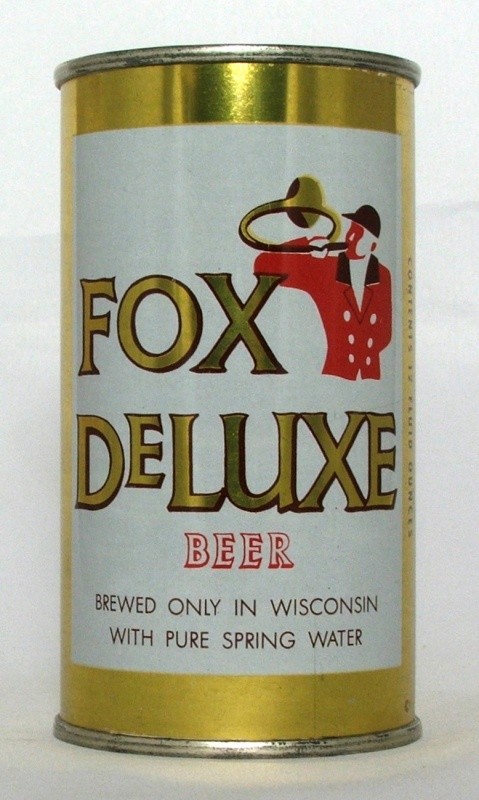 FOX
DELUXE
BEER
BREWED ONLY IN WISCONSIN
WITH PURE SPRING WATER
CONTENTS 12 FLUID OUNCES